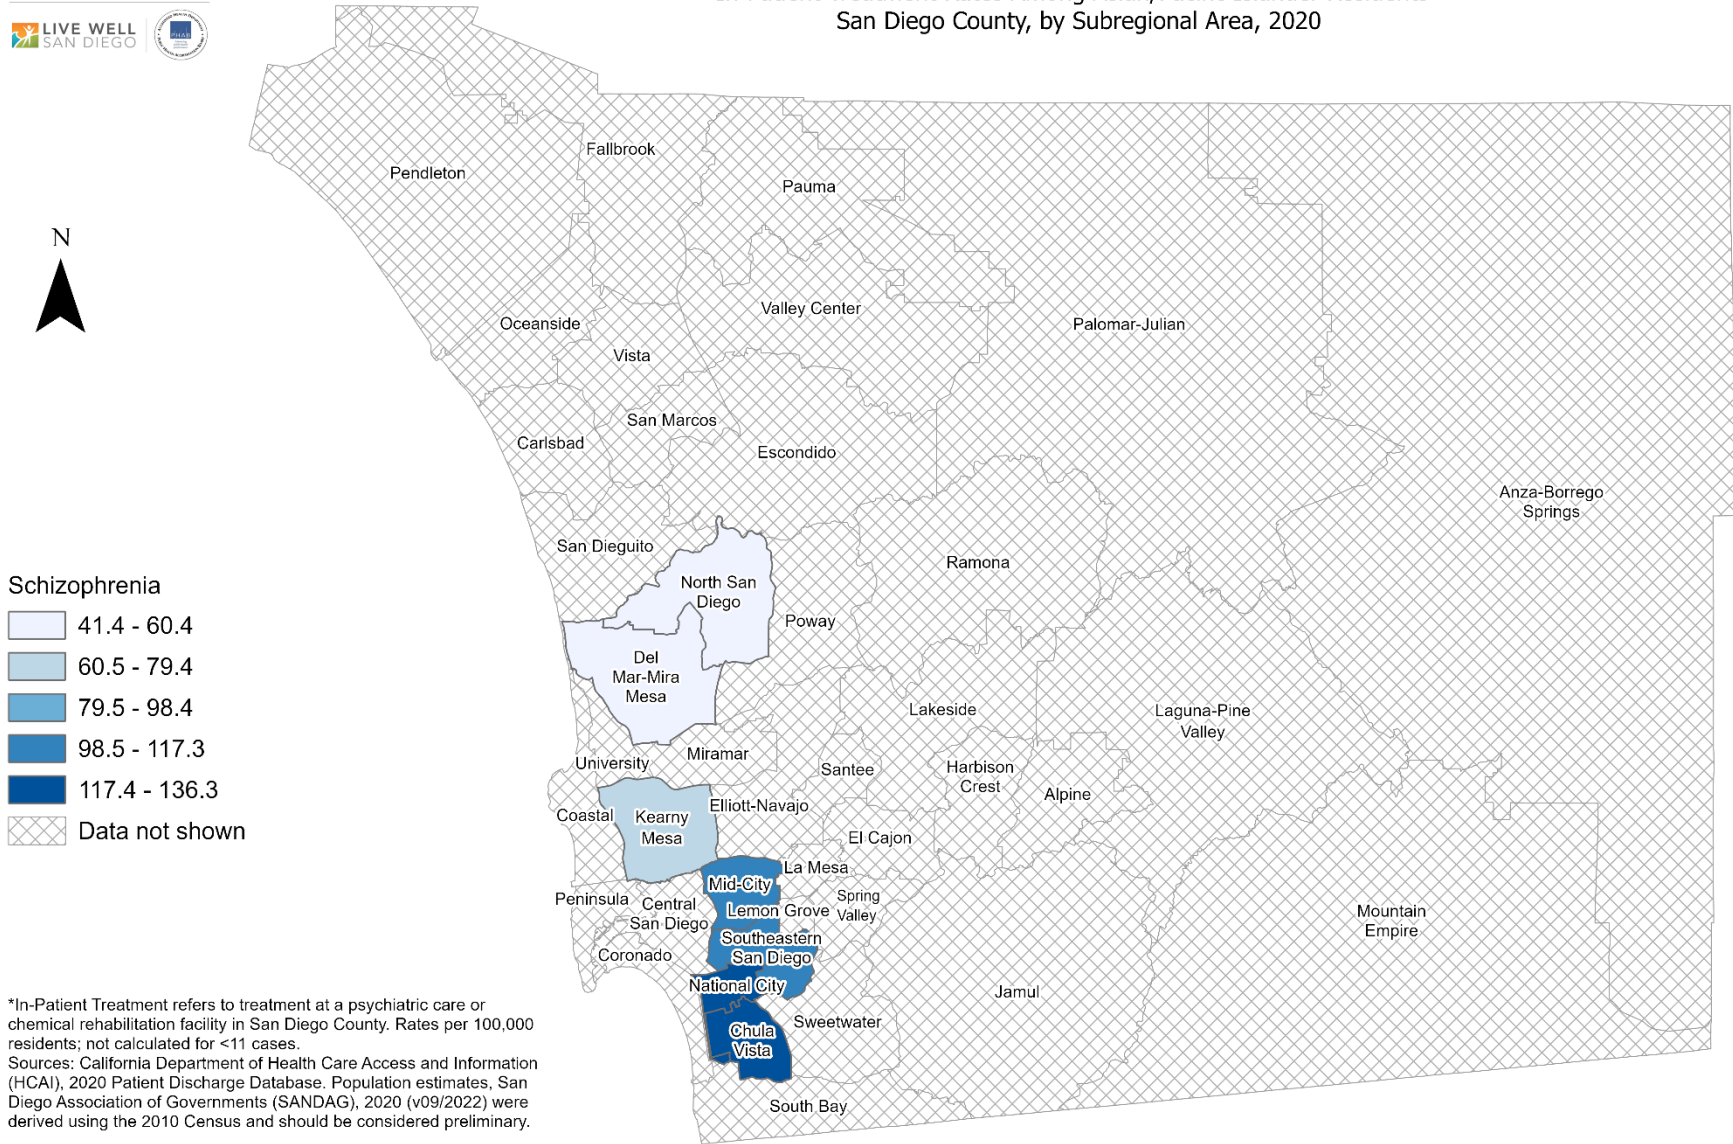 San Diego County, by Subregional Area, 2020
LIVE WELL
SAN DIEGO
PHAB
Fallbrook
Pendleton
Pauma
N
Valley Center
Oceanside
Palomar-Julian
Vista
San Marcos
Carlsbad
Escondido
Anza-Borrego
Springs
San Dieguito
Ramona
North San
Diego
Poway
Del
Mar-Mira
Mesa
Lakeside
Laguna-Pine
Valley
Miramar
University
Santee
Harbison
Crest
Alpine
Elliott-Navajo
Coastal
Kearny
Mesa
El Cajon
La Mesa
Mid-City
Peninsula
Central
San Diego
Lemon Grove
Spring
Valley
Mountain
Empire
Southeastern
San Diego
Coronado
National City
Jamul
Sweetwater
Chula
Vista
South Bay
Schizophrenia
41.4 - 60.4
60.5 - 79.4
79.5 - 98.4
98.5 - 117.3
117.4 - 136.3
Data not shown
*In-Patient Treatment refers to treatment at a psychiatric care or
chemical rehabilitation facility in San Diego County. Rates per 100,000
residents; not calculated for <11 cases.
Sources: California Department of Health Care Access and Information
(HCAI), 2020 Patient Discharge Database. Population estimates, San
Diego Association of Governments (SANDAG), 2020 (v09/2022) were
derived using the 2010 Census and should be considered preliminary.